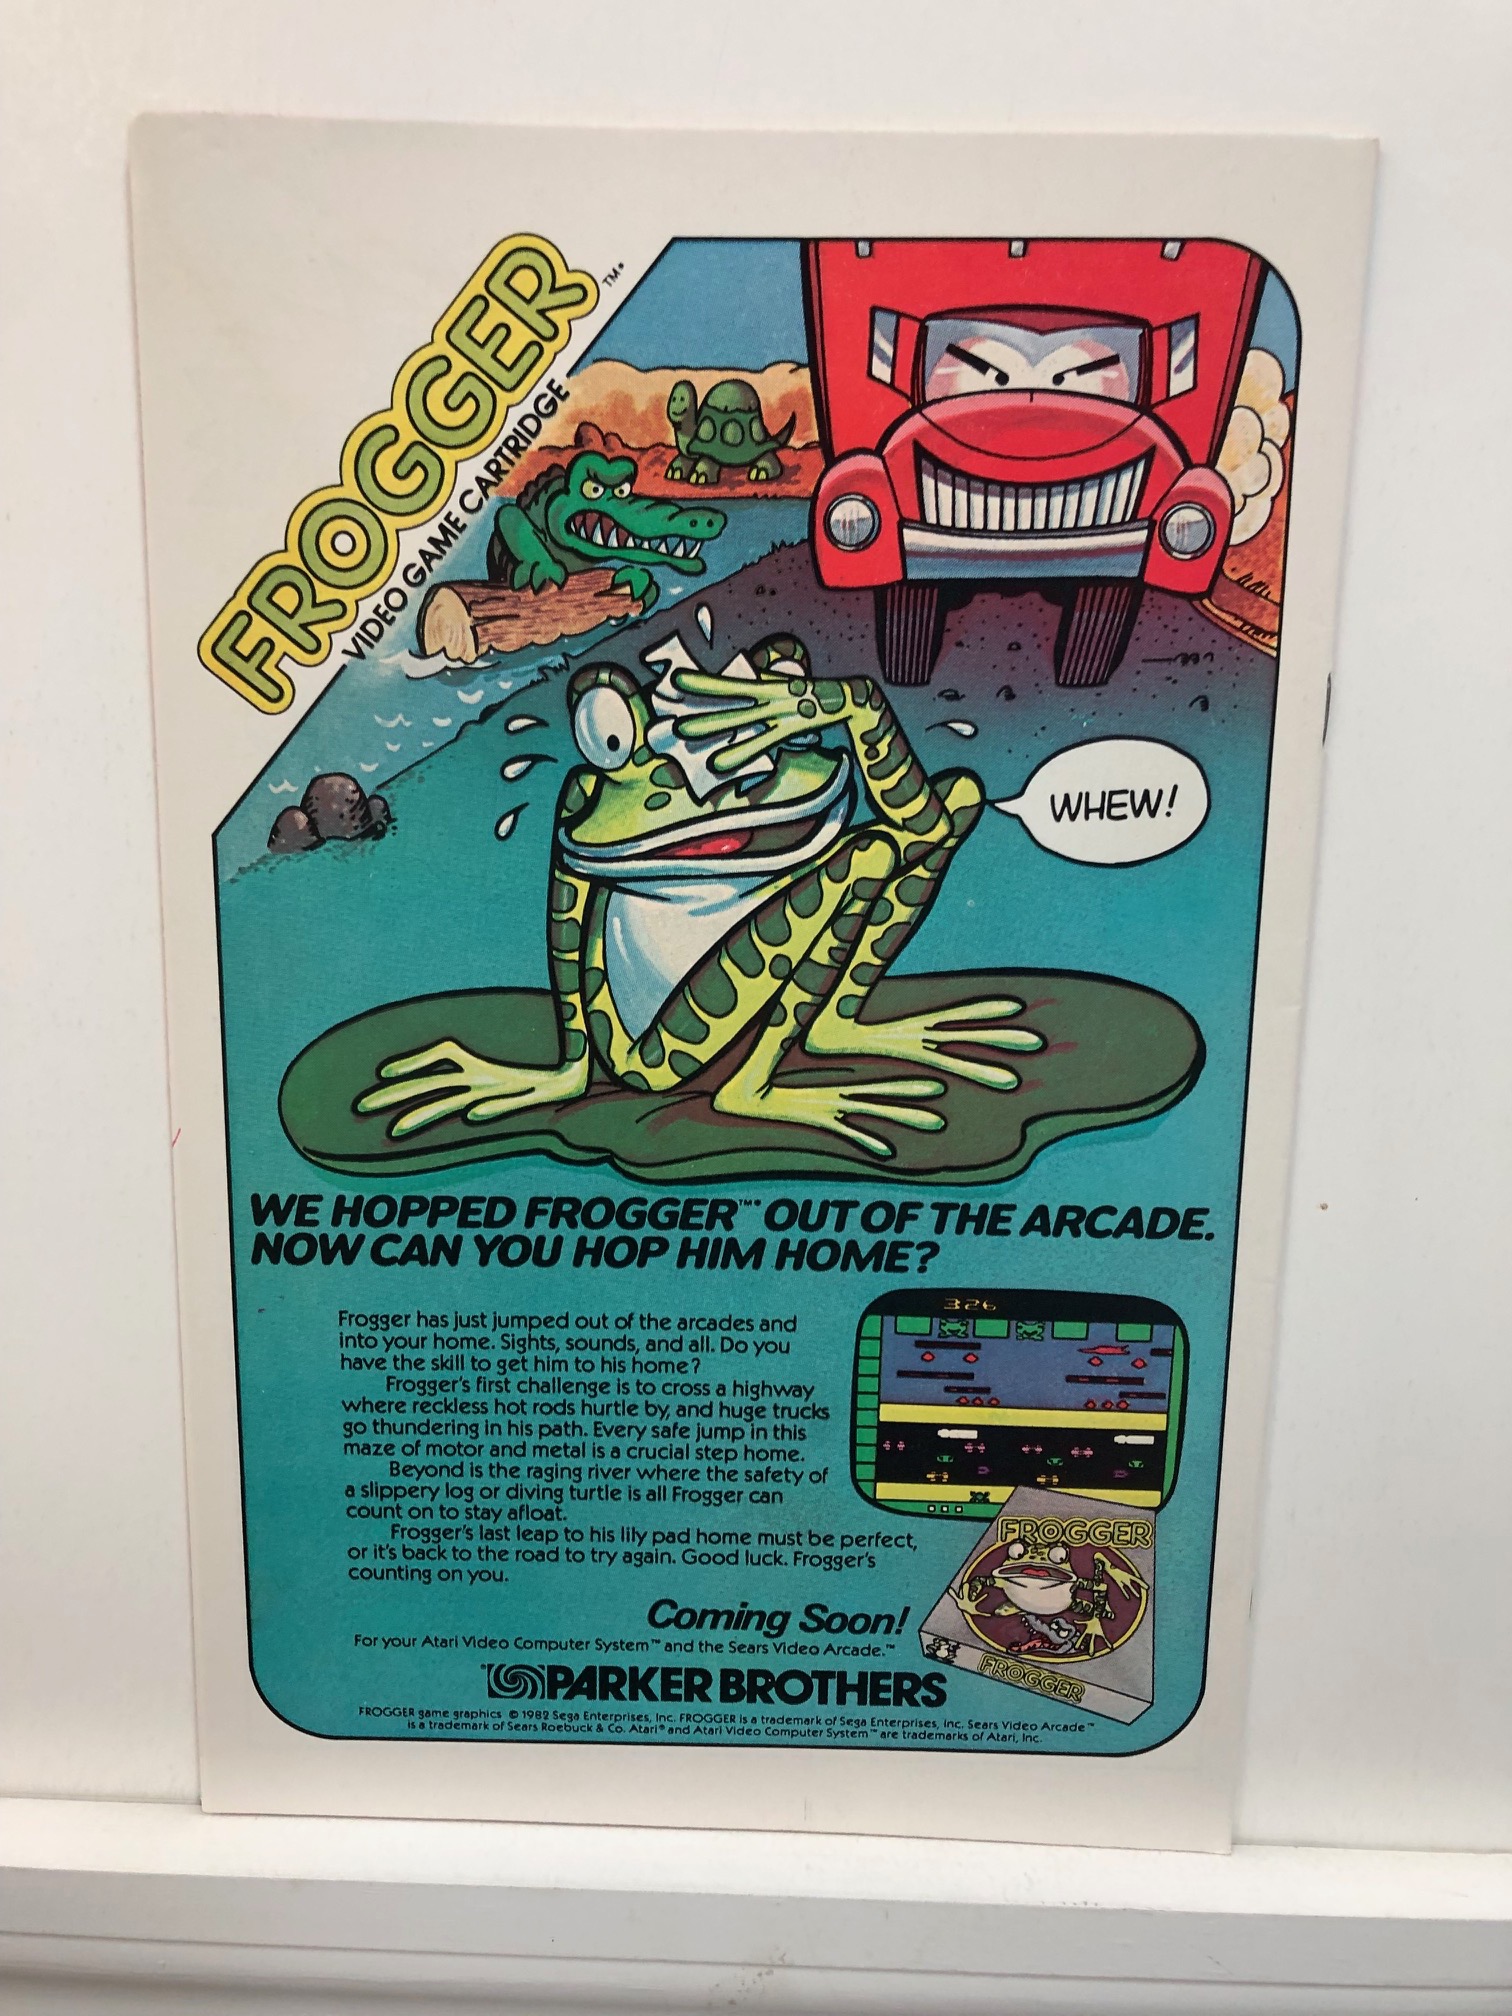 FROGGER™*
VIDEO GAME CARTRIDGE
WHEW!
WE HOPPED FROGGER™* OUT OF THE ARCADE.
NOW CAN YOU HOP HIM HOME?
Frogger has just jumped out of the arcades and
into your home. Sights, sounds, and all. Do you
have the skill to get him to his home?
Frogger's first challenge is to cross a highway
where reckless hot rods hurtle by, and huge trucks
go thundering in his path. Every safe jump in this
maze of motor and metal is a crucial step home.
Beyond is the raging river where the safety of
a slippery log or diving turtle is all Frogger can
count on to stay afloat.
Frogger's last leap to his lily pad home must be perfect,
or it's back to the road to try again. Good luck. Frogger's
counting on you.
326
FROGGER
FROGGER
Coming Soon!
For your Atari Video Computer System™ and the Sears Video Arcade.™
PARKER BROTHERS
FROGGER game graphics © 1982 Sega Enterprises, Inc. FROGGER is a trademark of Sega Enterprises, Inc. Sears Video Arcade™
is a trademark of Sears Roebuck & Co. Atari® and Atari Video Computer System™ are trademarks of Atari, Inc.